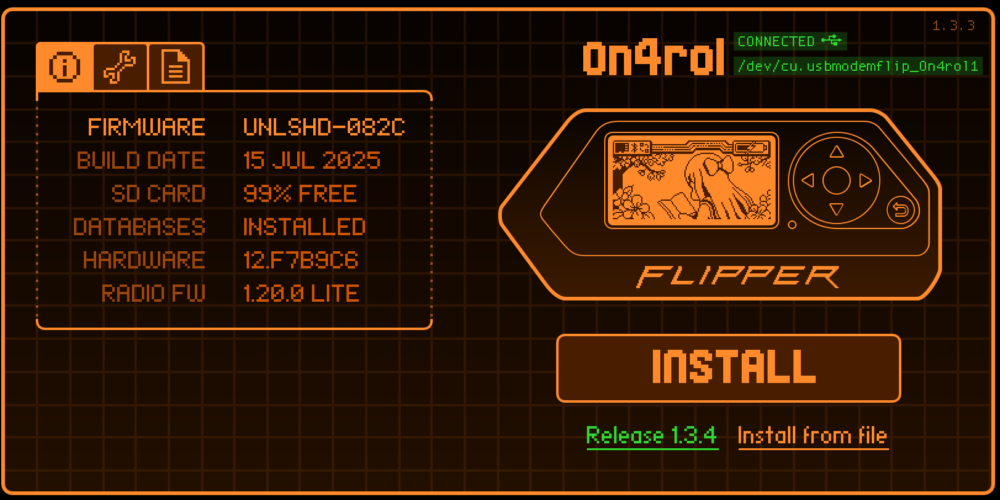 1.3.3
0n4rol
CONNECTED
/dev/cu.usbmodemflip_0n4rol1
FIRMWARE UNLSHD-082C
BUILD DATE 15 JUL 2025
SD CARD 99% FREE
DATABASES INSTALLED
HARDWARE 12.F7B9C6
RADIO FW 1.20.0 LITE
FLIPPER
INSTALL
Release 1.3.4 Install from file